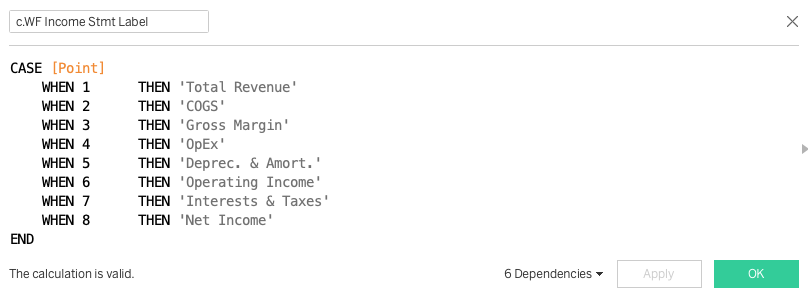 c.WF Income Stmt Label
CASE [Point]
WHEN 1 THEN 'Total Revenue'
WHEN 2 THEN 'COGS'
WHEN 3 THEN 'Gross Margin'
WHEN 4 THEN 'OpEx'
WHEN 5 THEN 'Deprec. & Amort.'
WHEN 6 THEN 'Operating Income'
WHEN 7 THEN 'Interests & Taxes'
WHEN 8 THEN 'Net Income'
END
The calculation is valid. 6 Dependencies Apply OK